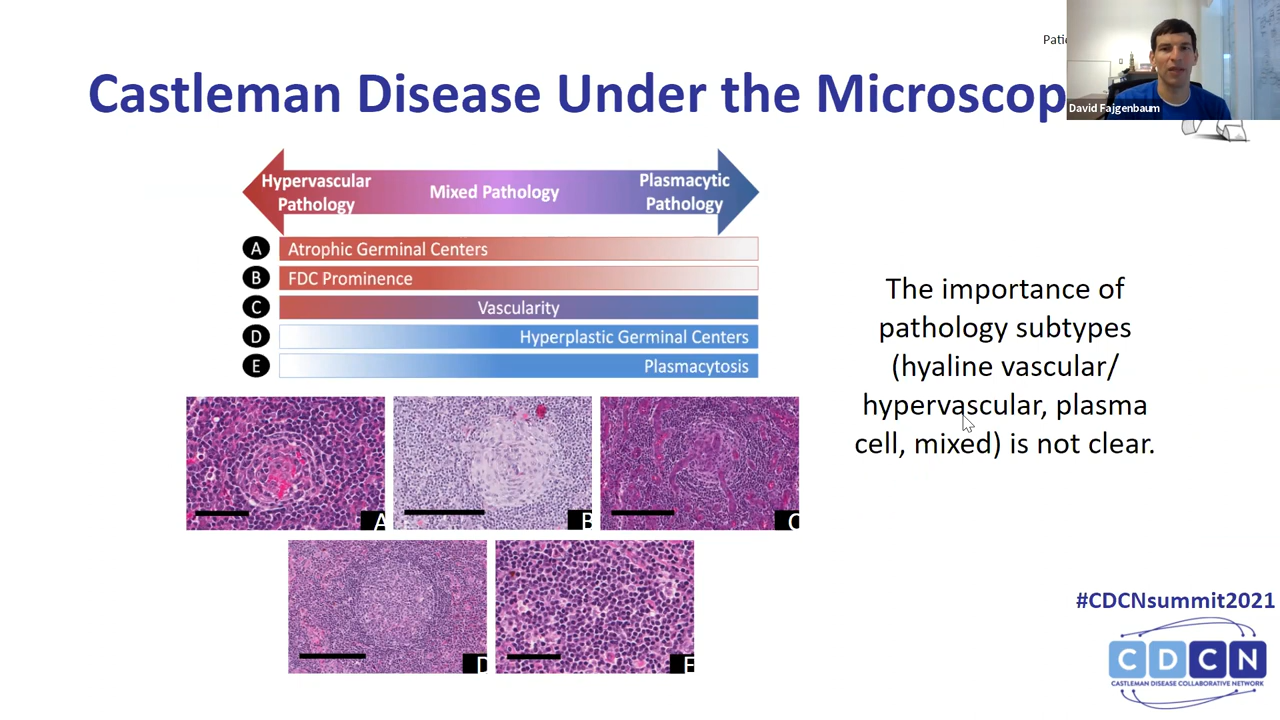 Patie
Castleman Disease Under the Microscop
David Fajgenbaum
Hypervascular
Pathology
Mixed Pathology
Plasmacytic
Pathology
A
Atrophic Germinal Centers
B
FDC Prominence
C
Vascularity
D
Hyperplastic Germinal Centers
E
Plasmacytosis
The importance of
pathology subtypes
(hyaline vascular/
hypervascular, plasma
cell, mixed) is not clear.
A
B
C
D
E
#CDCNsummit2021
CDCN
CASTLEMAN DISEASE COLLABORATIVE NETWORK